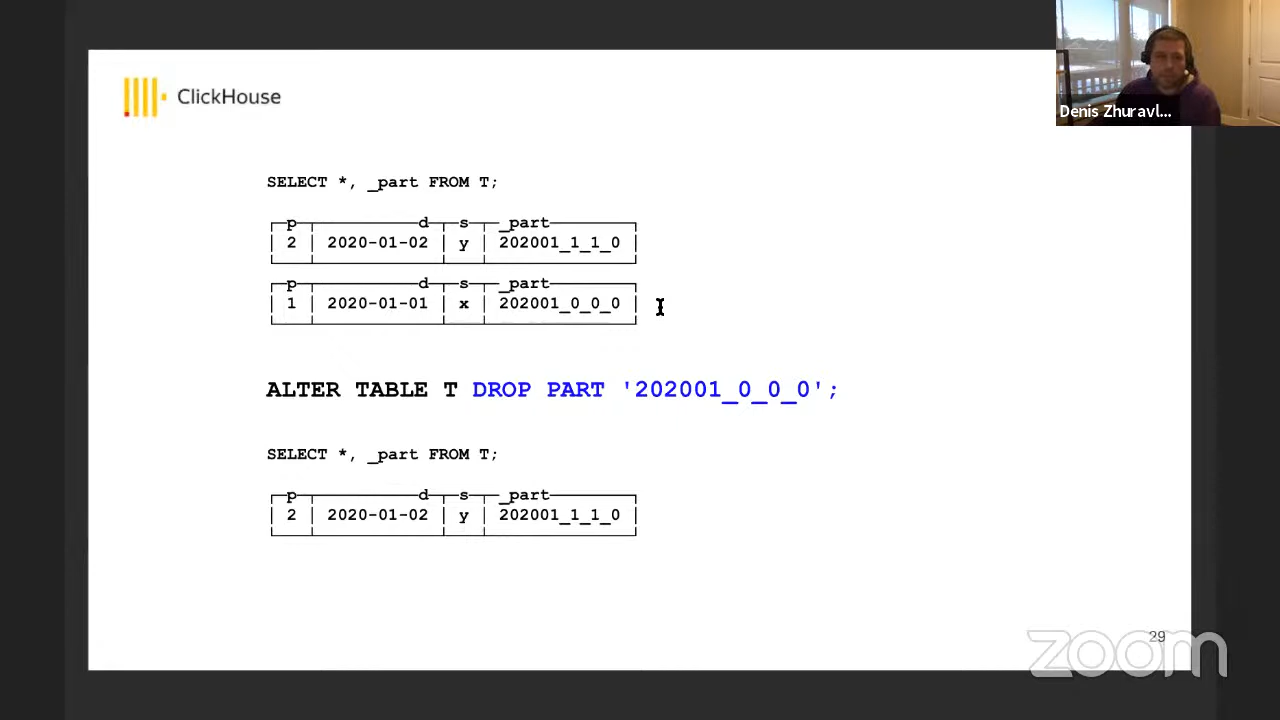 ClickHouse
Denis Zhuravl...
SELECT *, _part FROM T;
┌─p─┬──────────d─┬─s─┬─_part────────┐
│ 2 │ 2020-01-02 │ y │ 202001_1_1_0 │
└───┴────────────┴───┴──────────────┘
┌─p─┬──────────d─┬─s─┬─_part────────┐
│ 1 │ 2020-01-01 │ x │ 202001_0_0_0 │
└───┴────────────┴───┴──────────────┘
ALTER TABLE T DROP PART '202001_0_0_0';
SELECT *, _part FROM T;
┌─p─┬──────────d─┬─s─┬─_part────────┐
│ 2 │ 2020-01-02 │ y │ 202001_1_1_0 │
└───┴────────────┴───┴──────────────┘
29
zoom